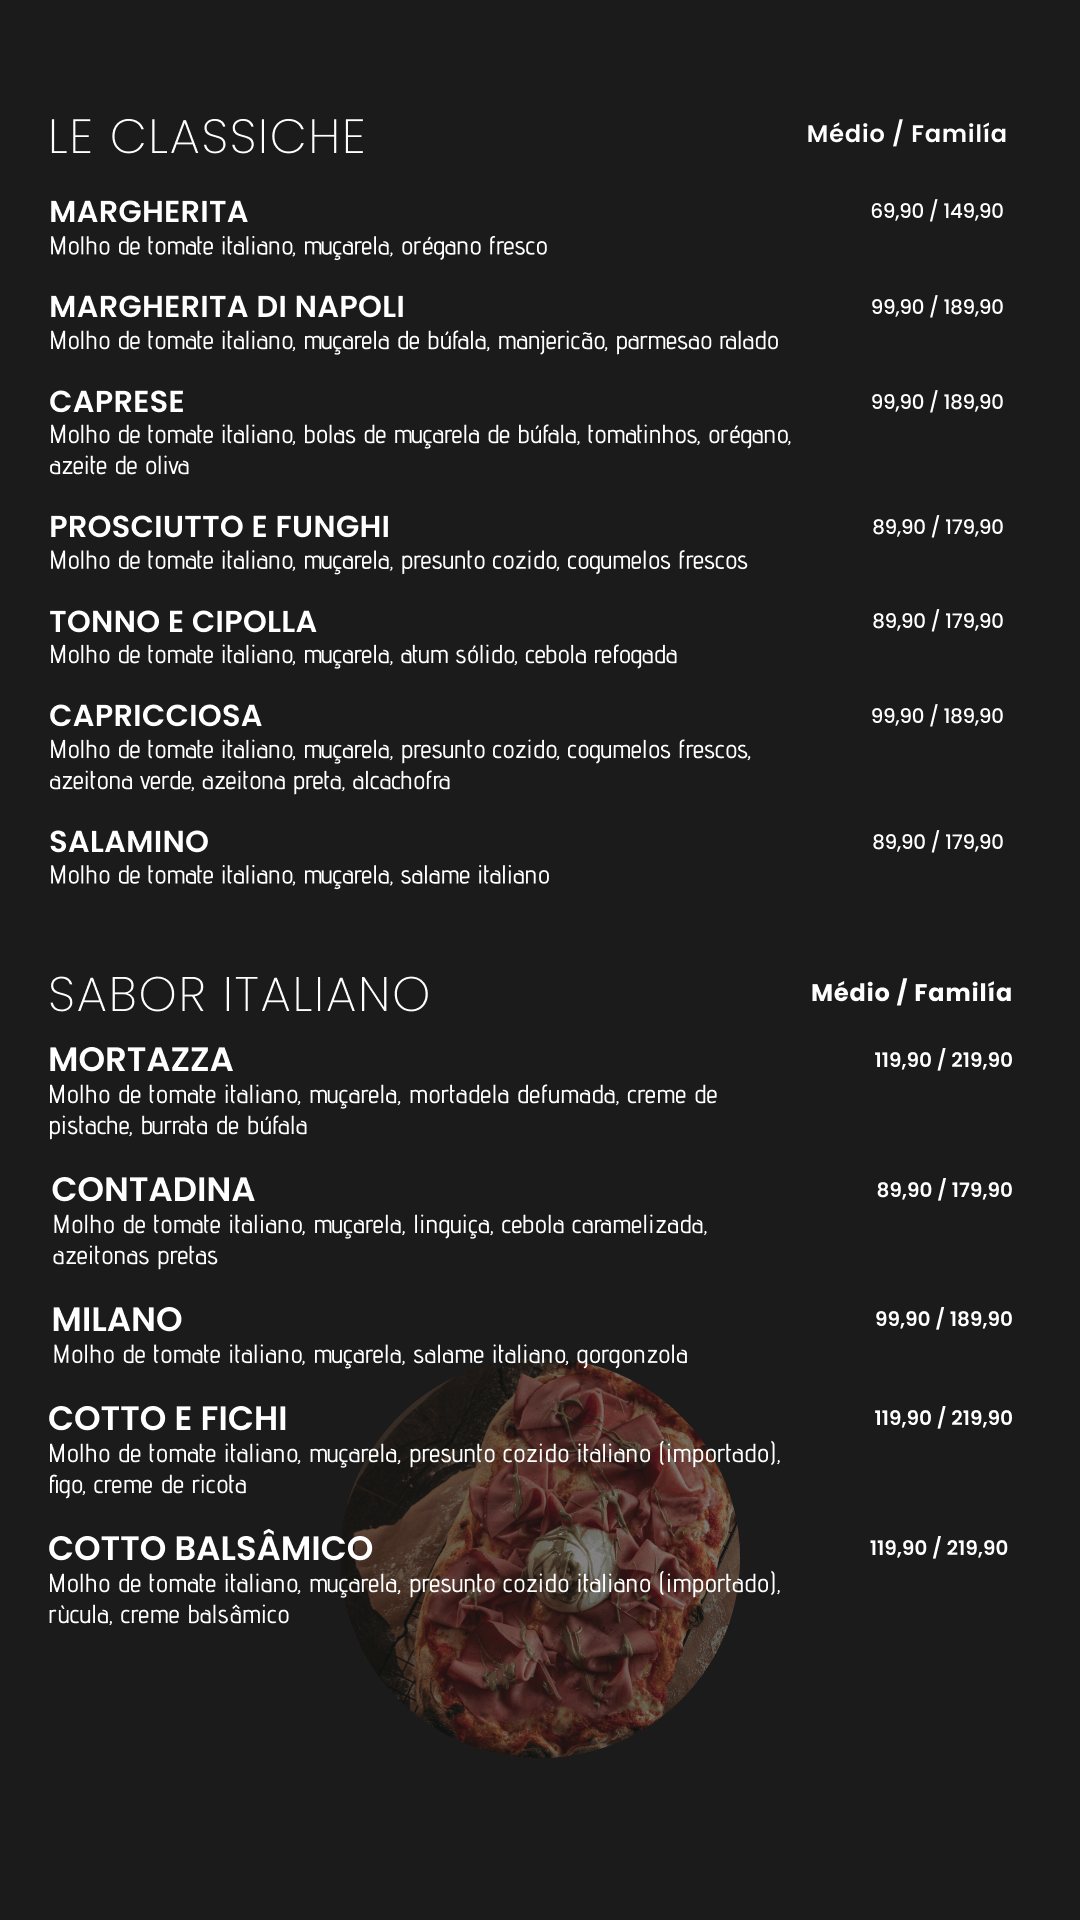 LE CLASSICHE
Médio / Familía
MARGHERITA
69,90 / 149,90
Molho de tomate italiano, muçarela, orégano fresco
MARGHERITA DI NAPOLI
99,90 / 189,90
Molho de tomate italiano, muçarela de búfala, manjericão, parmesao ralado
CAPRESE
99,90 / 189,90
Molho de tomate italiano, bolas de muçarela de búfala, tomatinhos, orégano,
azeite de oliva
PROSCIUTTO E FUNGHI
89,90 / 179,90
Molho de tomate italiano, muçarela, presunto cozido, cogumelos frescos
TONNO E CIPOLLA
89,90 / 179,90
Molho de tomate italiano, muçarela, atum sólido, cebola refogada
CAPRICCIOSA
99,90 / 189,90
Molho de tomate italiano, muçarela, presunto cozido, cogumelos frescos,
azeitona verde, azeitona preta, alcachofra
SALAMINO
89,90 / 179,90
Molho de tomate italiano, muçarela, salame italiano
SABOR ITALIANO
Médio / Familía
MORTAZZA
119,90 / 219,90
Molho de tomate italiano, muçarela, mortadela defumada, creme de
pistache, burrata de búfala
CONTADINA
89,90 / 179,90
Molho de tomate italiano, muçarela, linguiça, cebola caramelizada,
azeitonas pretas
MILANO
99,90 / 189,90
Molho de tomate italiano, muçarela, salame italiano, gorgonzola
COTTO E FICHI
119,90 / 219,90
Molho de tomate italiano, muçarela, presunto cozido italiano (importado),
figo, creme de ricota
COTTO BALSÂMICO
119,90 / 219,90
Molho de tomate italiano, muçarela, presunto cozido italiano (importado),
rùcula, creme balsâmico